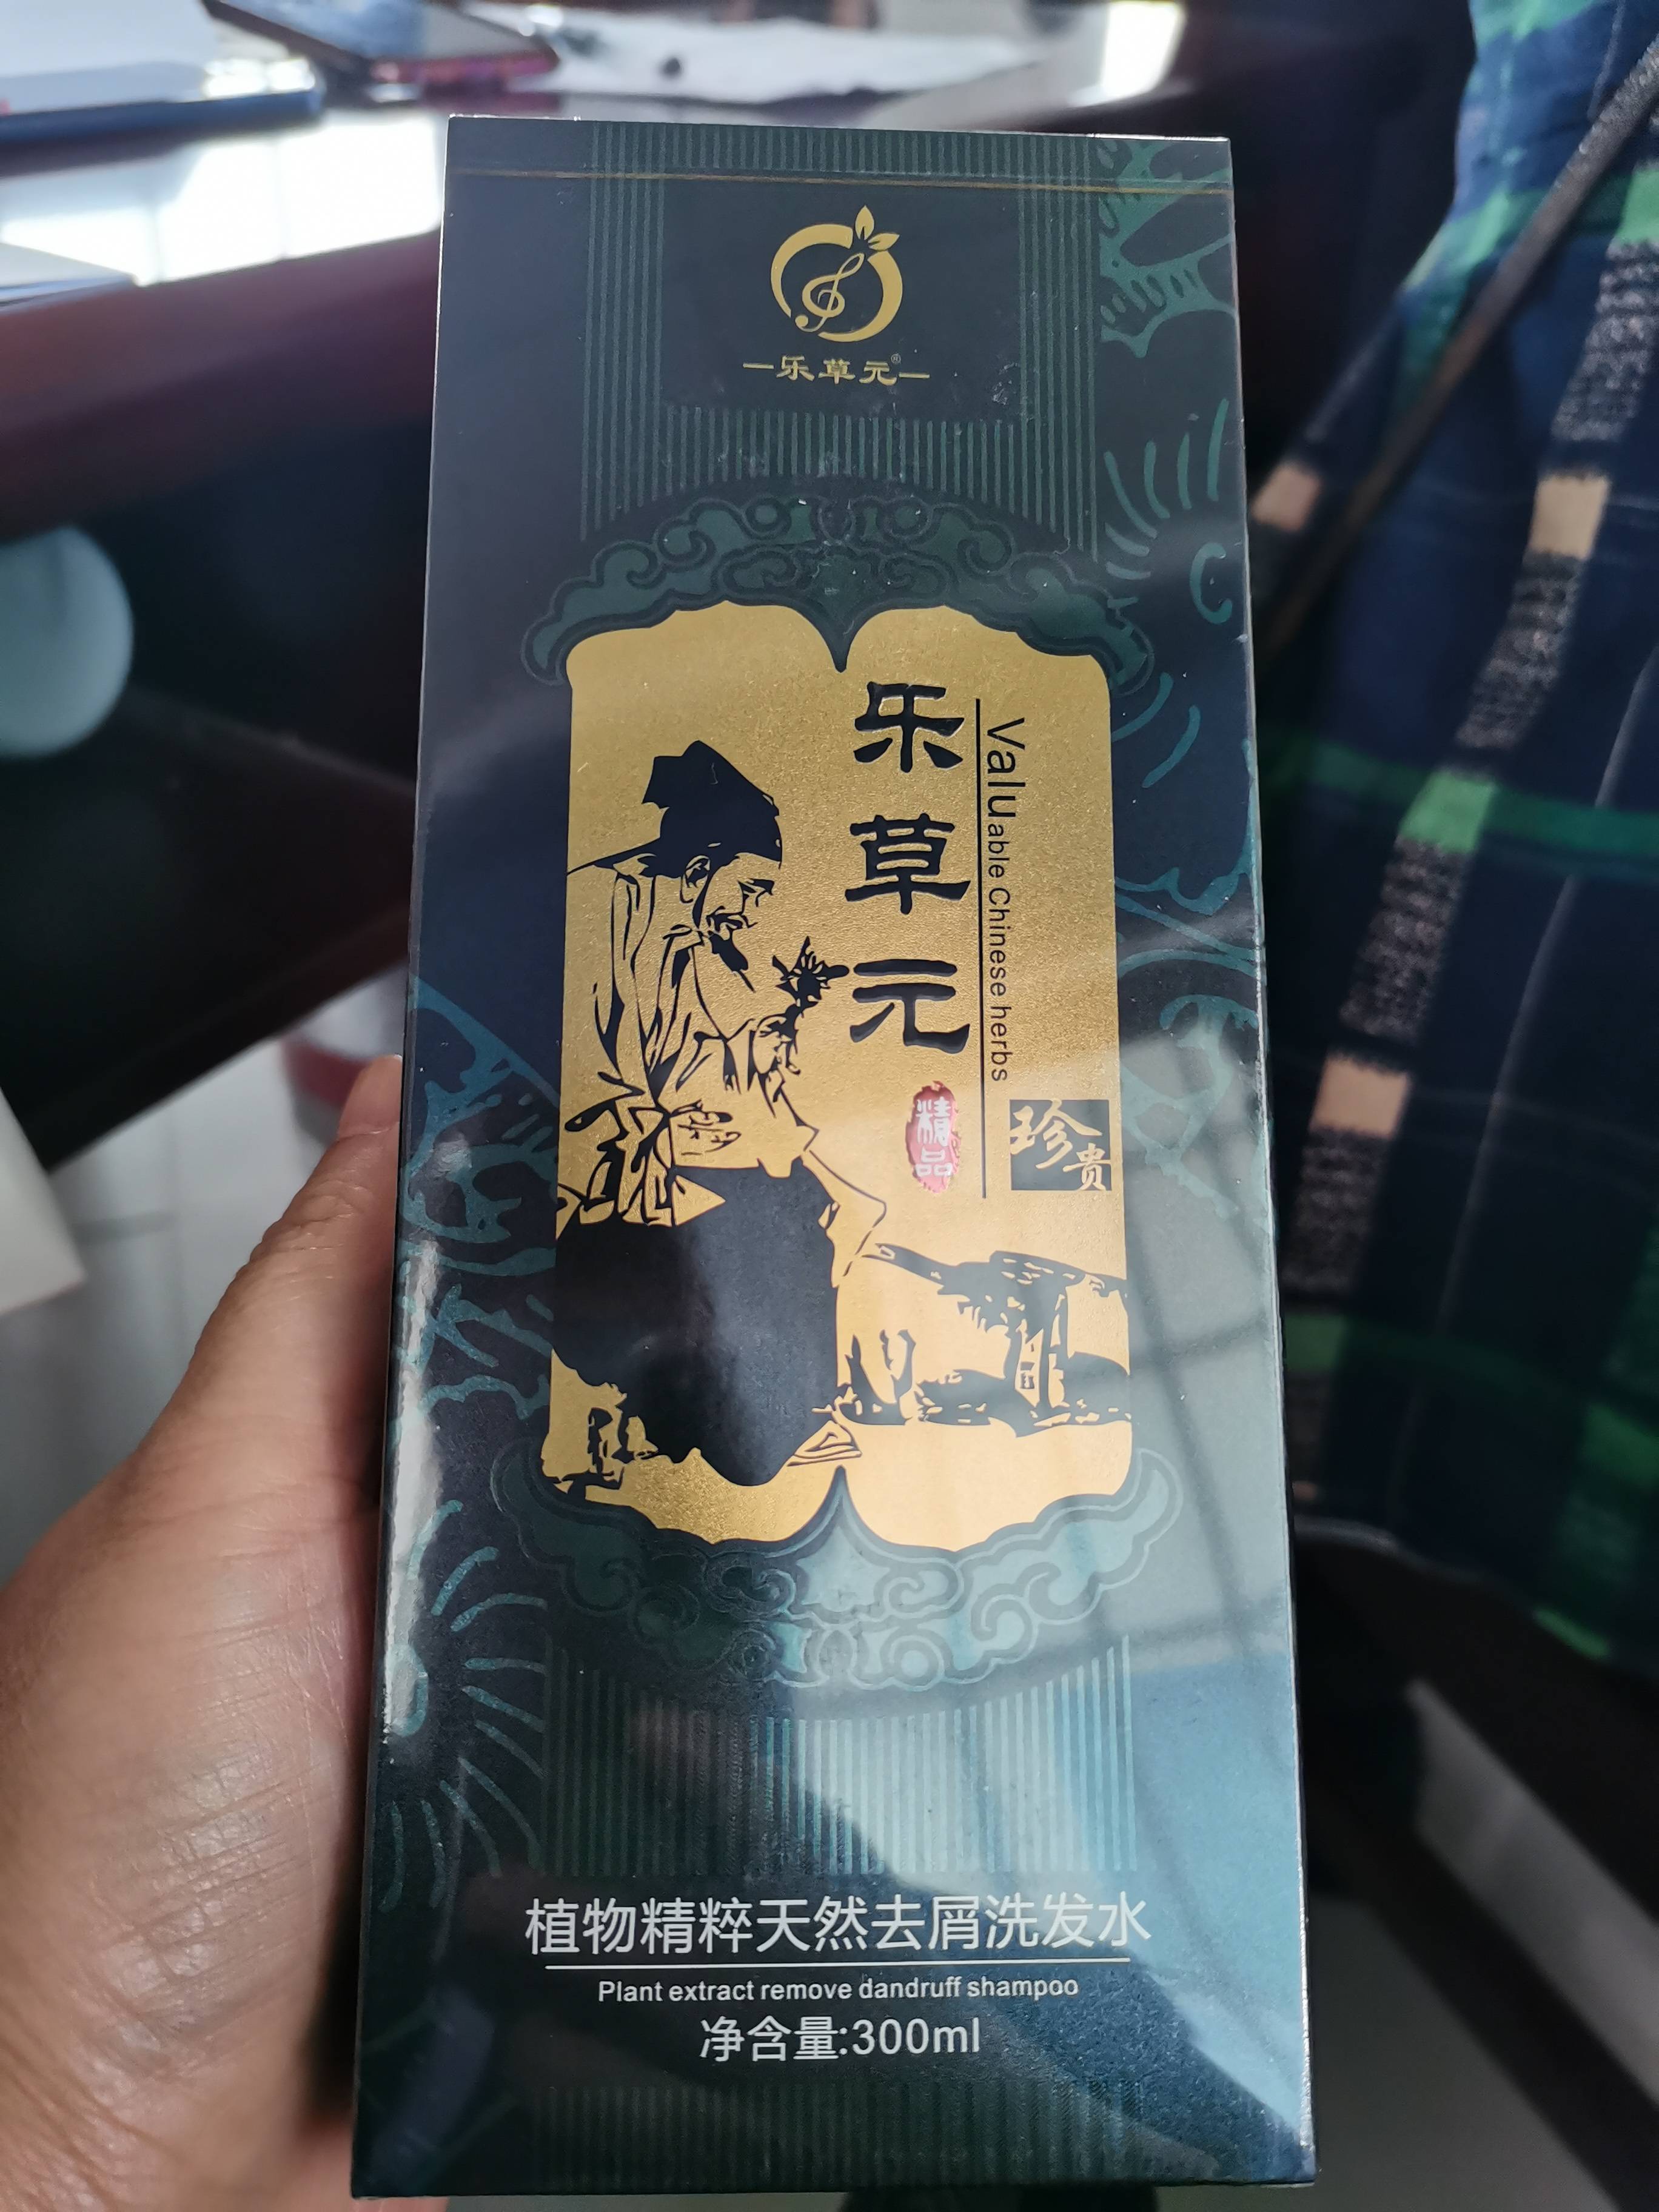 乐草元®
乐草元
Valuable Chinese herbs
精品
珍贵
植物精粹天然去屑洗发水
Plant extract remove dandruff shampoo
净含量:300ml